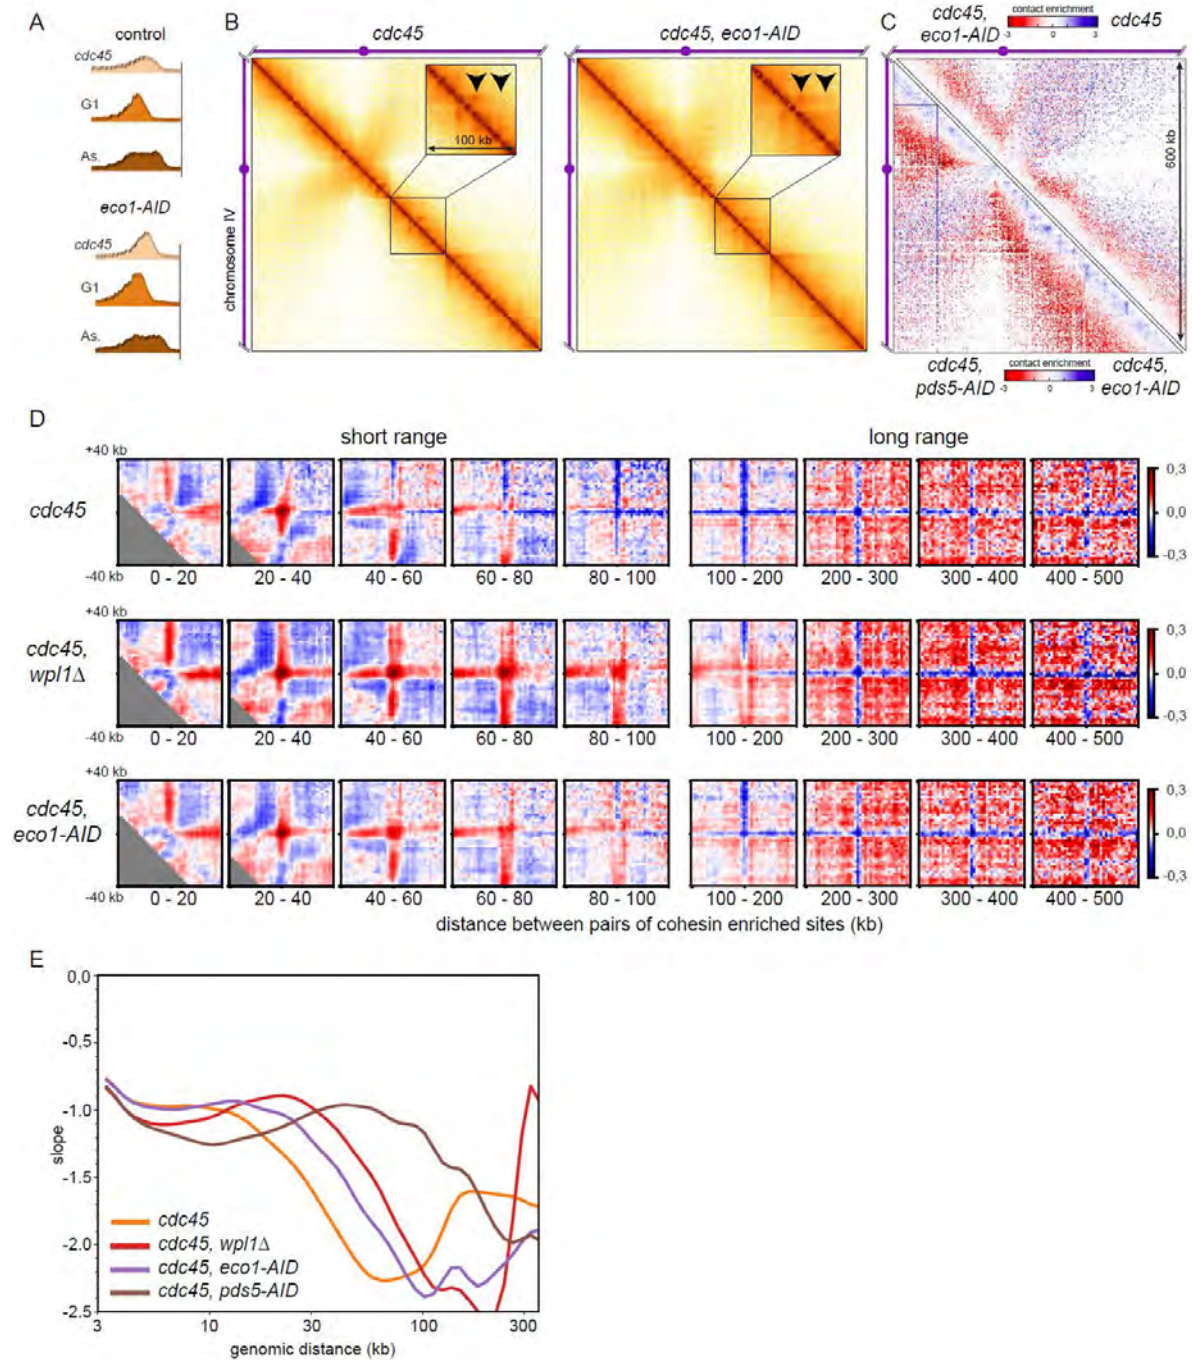 A
control
cdc45
G1
As.
eco1-AID
cdc45
G1
As.
B
cdc45
cdc45, eco1-AID
100 kb
chromosome IV
C
cdc45,
eco1-AID
contact enrichment
-3 0 3
cdc45
600 kb
cdc45,
pds5-AID
contact enrichment
-3 0 3
cdc45,
eco1-AID
D
short range
long range
+40 kb
cdc45
-40 kb
0 - 20
20 - 40
40 - 60
60 - 80
80 - 100
100 - 200
200 - 300
300 - 400
400 - 500
0,3
0,0
-0,3
+40 kb
cdc45,
wpl1Δ
-40 kb
0 - 20
20 - 40
40 - 60
60 - 80
80 - 100
100 - 200
200 - 300
300 - 400
400 - 500
0,3
0,0
-0,3
+40 kb
cdc45,
eco1-AID
-40 kb
0 - 20
20 - 40
40 - 60
60 - 80
80 - 100
100 - 200
200 - 300
300 - 400
400 - 500
0,3
0,0
-0,3
distance between pairs of cohesin enriched sites (kb)
E
0,0
-0,5
-1.0
-1.5
-2.0
-2.5
slope
cdc45
cdc45, wpl1Δ
cdc45, eco1-AID
cdc45, pds5-AID
3 10 30 100 300
genomic distance (kb)